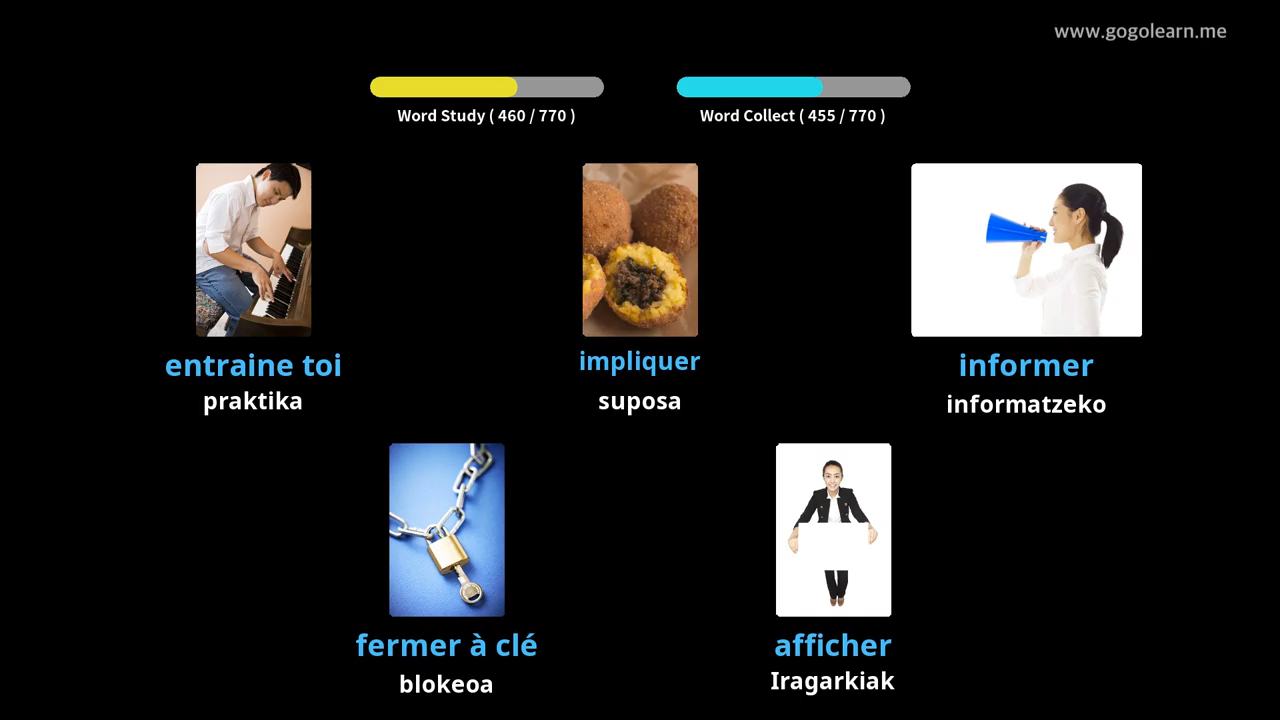 www.gogolearn.me
Word Study ( 460 / 770 )
Word Collect ( 455 / 770 )
entraine toi
praktika
impliquer
suposa
informer
informatzeko
fermer à clé
blokeoa
afficher
Iragarkiak